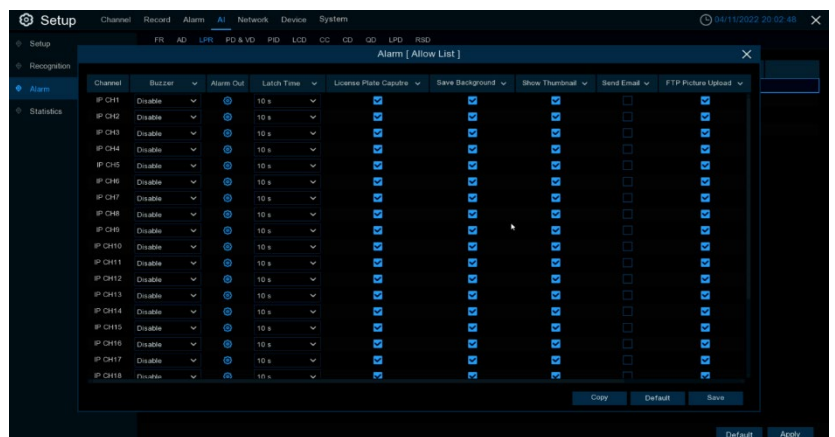 Setup Channel Record Alarm AI Network Device System 04/11/2022 20:02:48
Setup FR AD LPR PD & VD PID LCD CC CD QD LPD RSD
Alarm [ Allow List ]
Recognition
Channel Buzzer Alarm Out Latch Time License Plate Caputre Save Background Show Thumbnail Send Email FTP Picture Upload
Alarm
IP CH1 Disable 10 s
Statistics
IP CH2 Disable 10 s
IP CH3 Disable 10 s
IP CH4 Disable 10 s
IP CH5 Disable 10 s
IP CH6 Disable 10 s
IP CH7 Disable 10 s
IP CH8 Disable 10 s
IP CH9 Disable 10 s
IP CH10 Disable 10 s
IP CH11 Disable 10 s
IP CH12 Disable 10 s
IP CH13 Disable 10 s
IP CH14 Disable 10 s
IP CH15 Disable 10 s
IP CH16 Disable 10 s
IP CH17 Disable 10 s
IP CH18 Disable 10 s
Copy Default Save
Default Apply